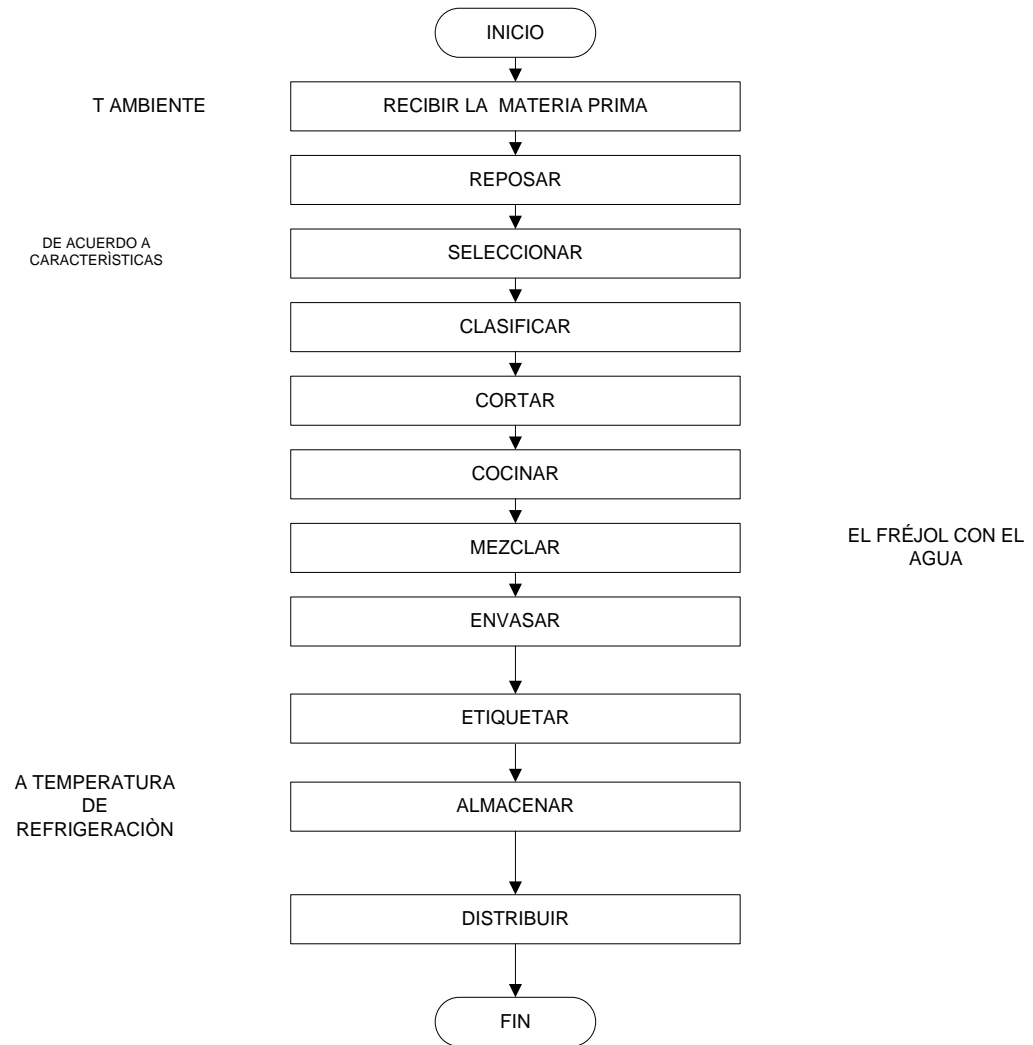 INICIO
T AMBIENTE
RECIBIR LA MATERIA PRIMA
REPOSAR
DE ACUERDO A
CARACTERÌSTICAS
SELECCIONAR
CLASIFICAR
CORTAR
COCINAR
MEZCLAR
EL FRÉJOL CON EL
AGUA
ENVASAR
ETIQUETAR
A TEMPERATURA
DE
REFRIGERACIÒN
ALMACENAR
DISTRIBUIR
FIN